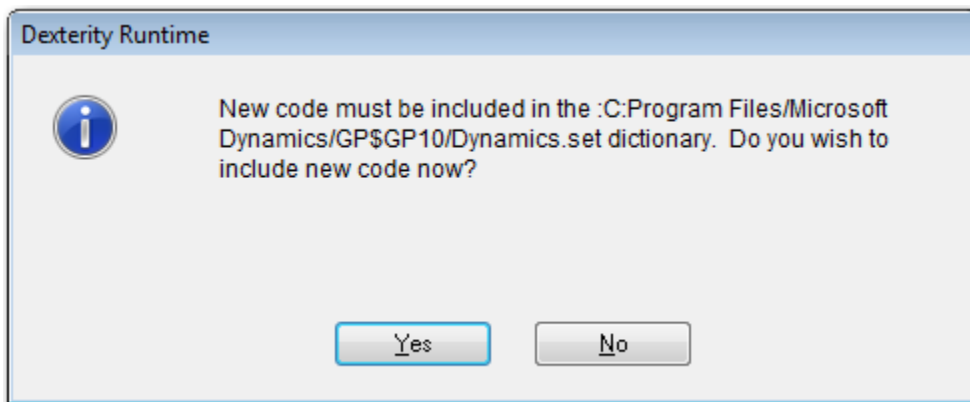 Dexterity Runtime
New code must be included in the :C:Program Files/Microsoft
Dynamics/GP$GP10/Dynamics.set dictionary.  Do you wish to
include new code now?
Yes
No